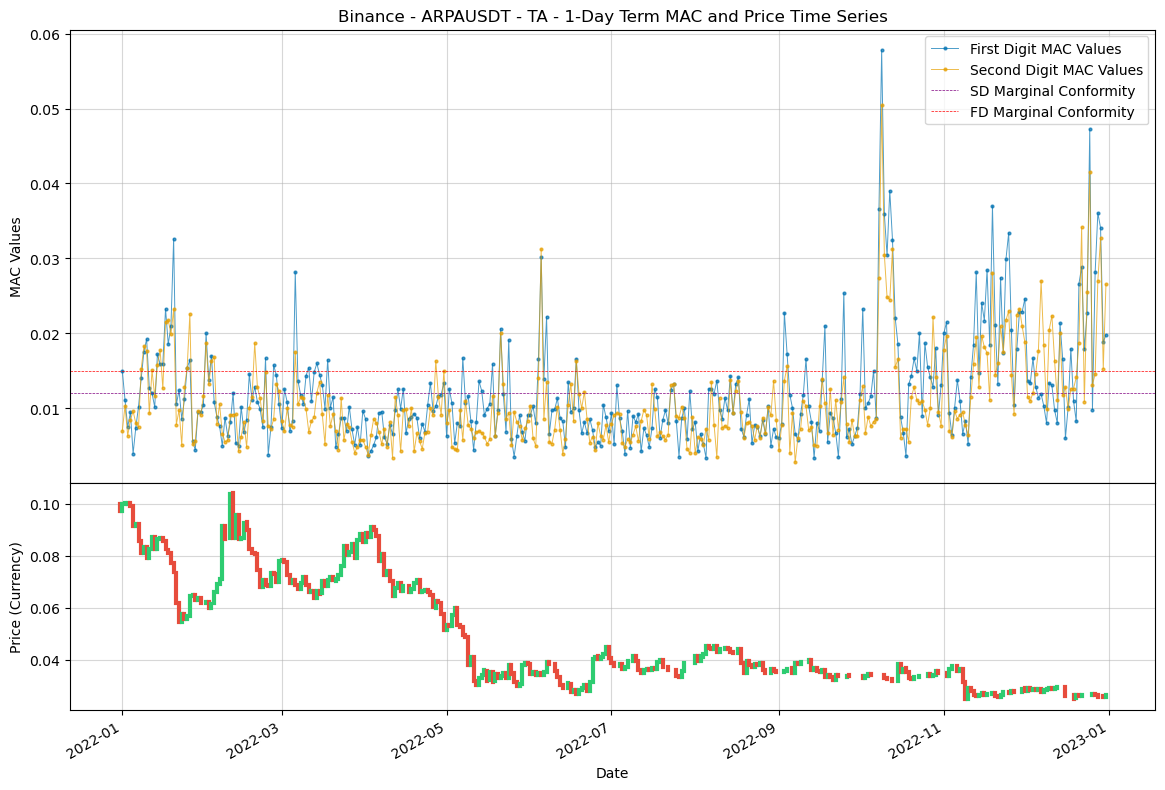 Binance - ARPAUSDT - TA - 1-Day Term MAC and Price Time Series
First Digit MAC Values
Second Digit MAC Values
SD Marginal Conformity
FD Marginal Conformity
MAC Values
0.06
0.05
0.04
0.03
0.02
0.01
Price (Currency)
0.10
0.08
0.06
0.04
2022-01
2022-03
2022-05
2022-07
2022-09
2022-11
2023-01
Date